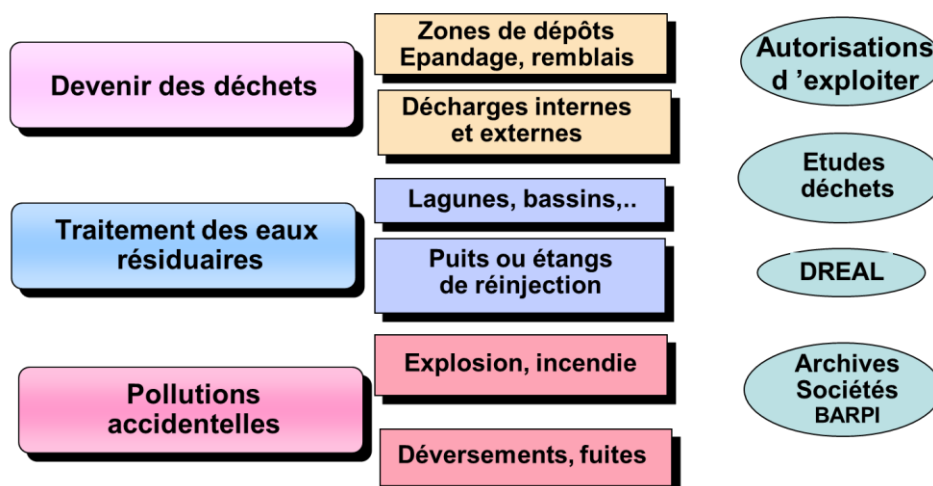 Devenir des déchets
Zones de dépôts
Epandage, remblais
Décharges internes
et externes
Traitement des eaux
résiduaires
Lagunes, bassins,..
Puits ou étangs
de réinjection
Pollutions
accidentelles
Explosion, incendie
Déversements, fuites
Autorisations
d ’exploiter
Etudes
déchets
DREAL
Archives
Sociétés
BARPI